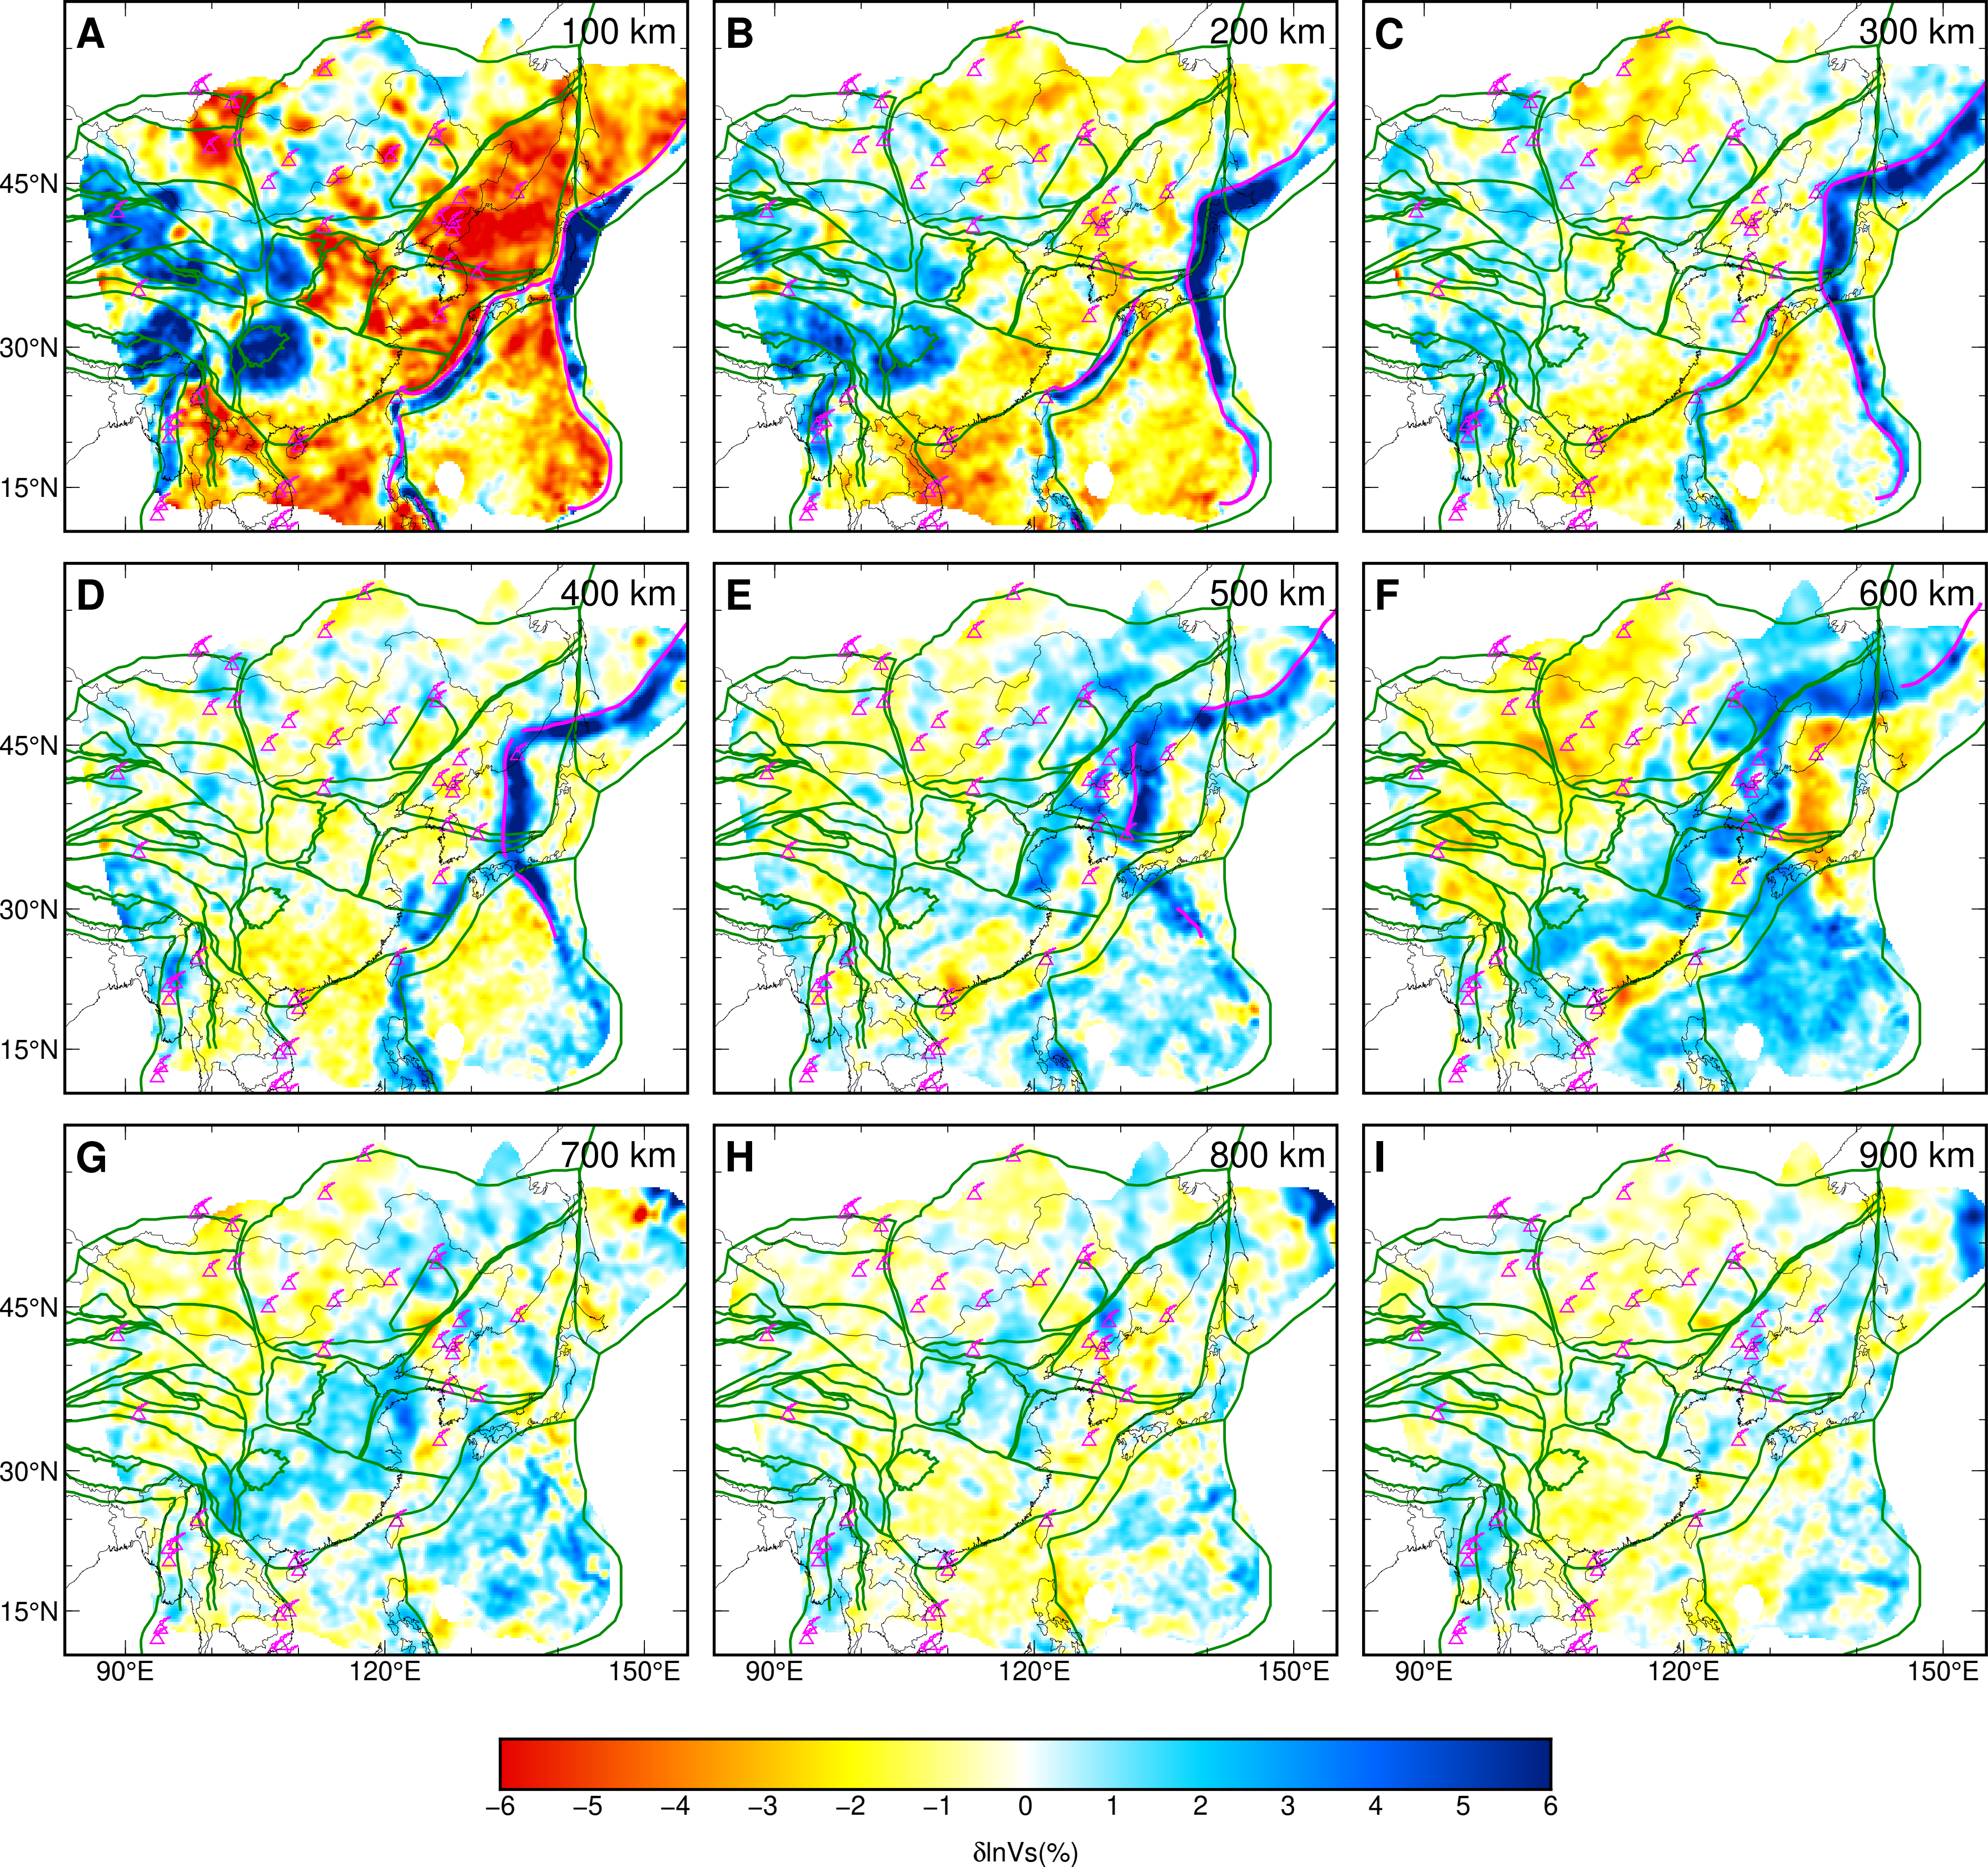 A 100 km
B 200 km
C 300 km
45°N
30°N
15°N
D 400 km
E 500 km
F 600 km
45°N
30°N
15°N
G 700 km
H 800 km
I 900 km
45°N
30°N
15°N
90°E 120°E 150°E
90°E 120°E 150°E
90°E 120°E 150°E
−6 −5 −4 −3 −2 −1 0 1 2 3 4 5 6
δlnVs(%)